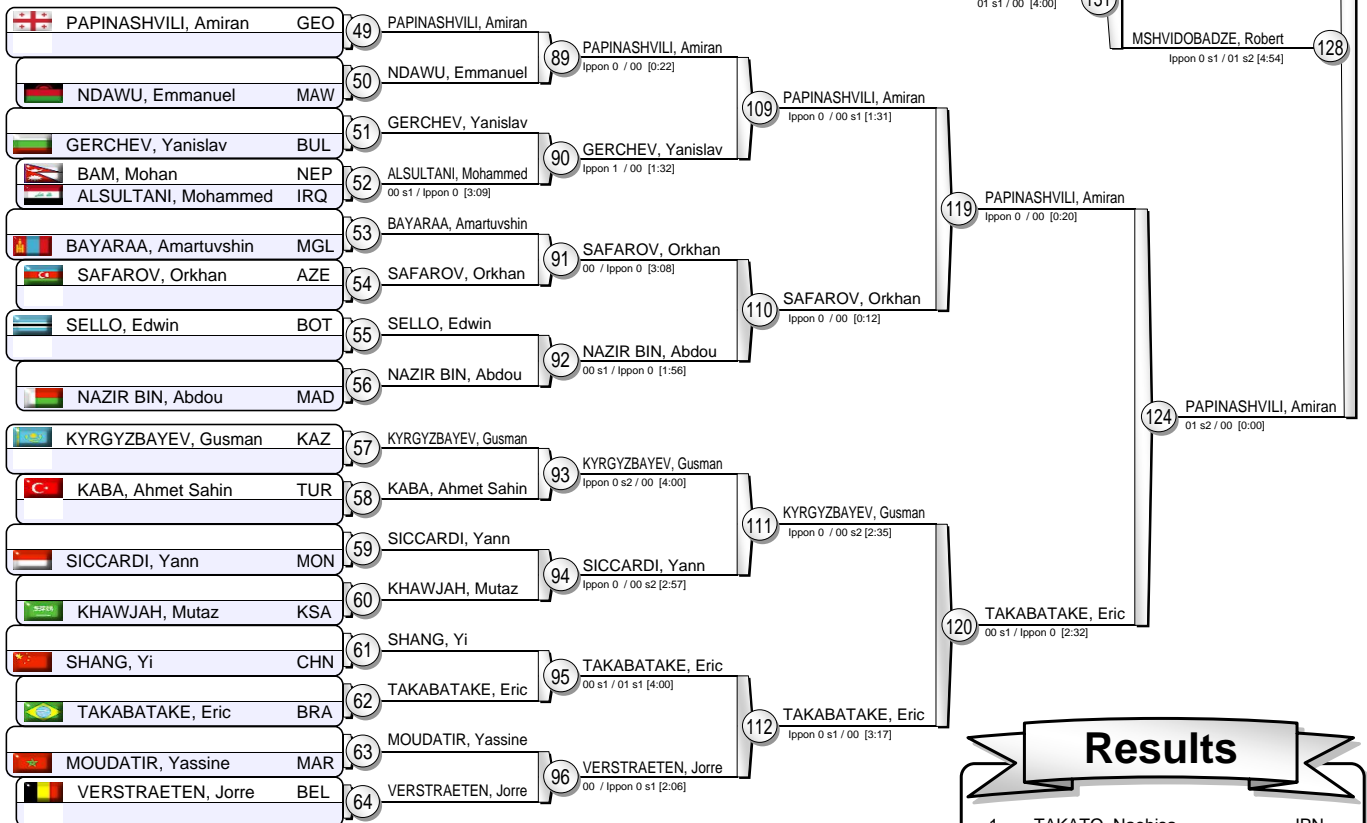 01 s1 / 00 [4:00]
MSHVIDOBADZE, Robert
Ippon 0 s1 / 01 s2 [4:54]
128
PAPINASHVILI, Amiran GEO
49
PAPINASHVILI, Amiran
NDAWU, Emmanuel MAW
50
NDAWU, Emmanuel
89
PAPINASHVILI, Amiran
Ippon 0 / 00 [0:22]
GERCHEV, Yanislav BUL
51
GERCHEV, Yanislav
BAM, Mohan NEP
ALSULTANI, Mohammed IRQ
52
ALSULTANI, Mohammed
00 s1 / Ippon 0 [3:09]
90
GERCHEV, Yanislav
Ippon 1 / 00 [1:32]
109
PAPINASHVILI, Amiran
Ippon 0 / 00 s1 [1:31]
BAYARAA, Amartuvshin MGL
53
BAYARAA, Amartuvshin
SAFAROV, Orkhan AZE
54
SAFAROV, Orkhan
91
SAFAROV, Orkhan
00 / Ippon 0 [3:08]
SELLO, Edwin BOT
55
SELLO, Edwin
NAZIR BIN, Abdou MAD
56
NAZIR BIN, Abdou
92
NAZIR BIN, Abdou
00 s1 / Ippon 0 [1:56]
110
SAFAROV, Orkhan
Ippon 0 / 00 [0:12]
119
PAPINASHVILI, Amiran
Ippon 0 / 00 [0:20]
KYRGYZBAYEV, Gusman KAZ
57
KYRGYZBAYEV, Gusman
KABA, Ahmet Sahin TUR
58
KABA, Ahmet Sahin
93
KYRGYZBAYEV, Gusman
Ippon 0 s2 / 00 [4:00]
SICCARDI, Yann MON
59
SICCARDI, Yann
KHAWJAH, Mutaz KSA
60
KHAWJAH, Mutaz
94
SICCARDI, Yann
Ippon 0 / 00 s2 [2:57]
111
KYRGYZBAYEV, Gusman
Ippon 0 / 00 s2 [2:35]
SHANG, Yi CHN
61
SHANG, Yi
TAKABATAKE, Eric BRA
62
TAKABATAKE, Eric
95
TAKABATAKE, Eric
00 s1 / 01 s1 [4:00]
MOUDATIR, Yassine MAR
63
MOUDATIR, Yassine
VERSTRAETEN, Jorre BEL
64
VERSTRAETEN, Jorre
96
VERSTRAETEN, Jorre
00 / Ippon 0 s1 [2:06]
112
TAKABATAKE, Eric
Ippon 0 s1 / 00 [3:17]
120
TAKABATAKE, Eric
00 s1 / Ippon 0 [2:32]
124
PAPINASHVILI, Amiran
01 s2 / 00 [0:00]
Results